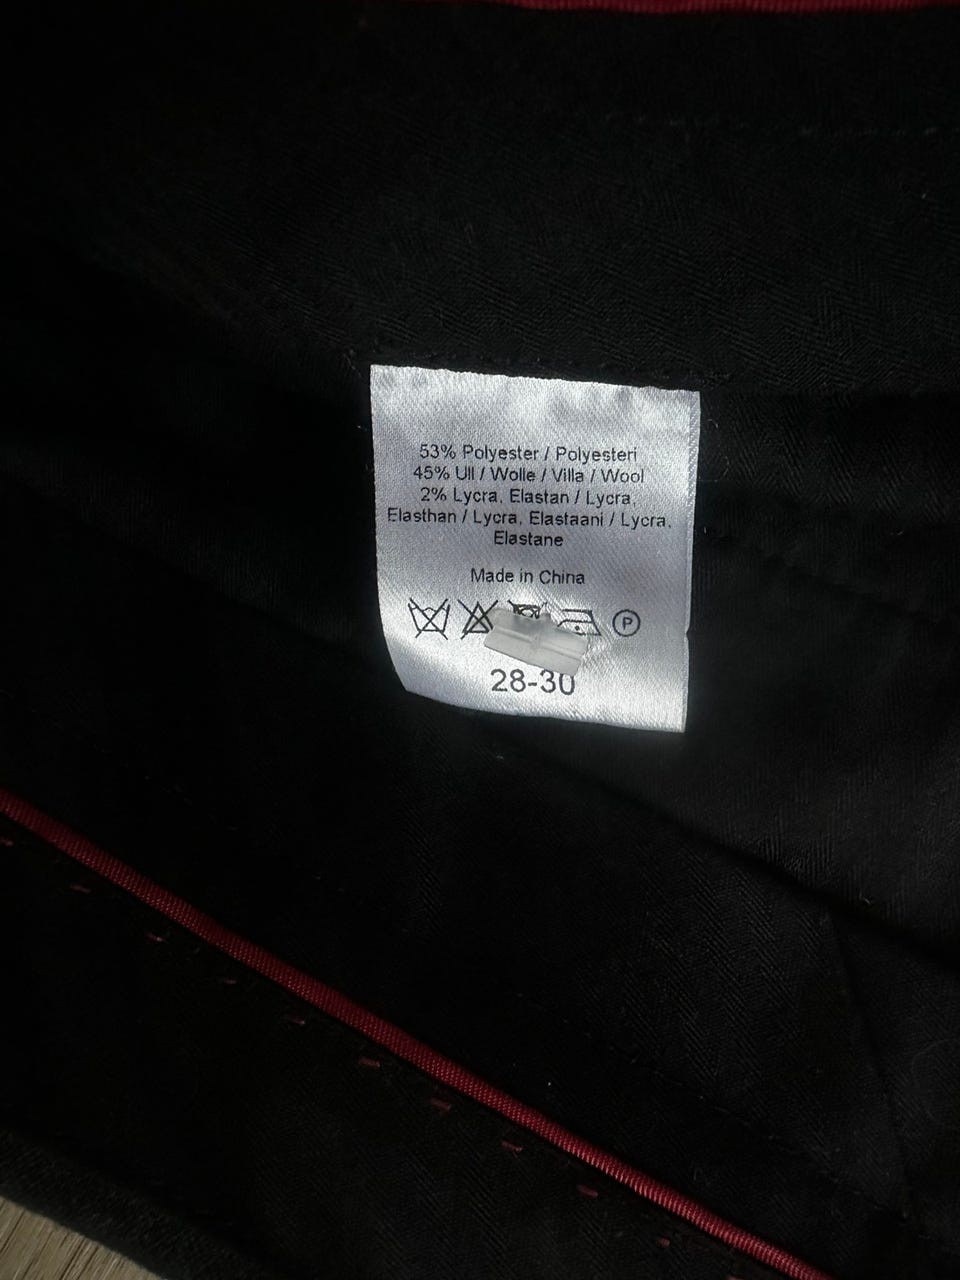 53% Polyester / Polyesteri
45% Ull / Wolle / Villa / Wool
2% Lycra, Elastan / Lycra,
Elasthan / Lycra, Elastaani / Lycra,
Elastane
Made in China
P
28-30